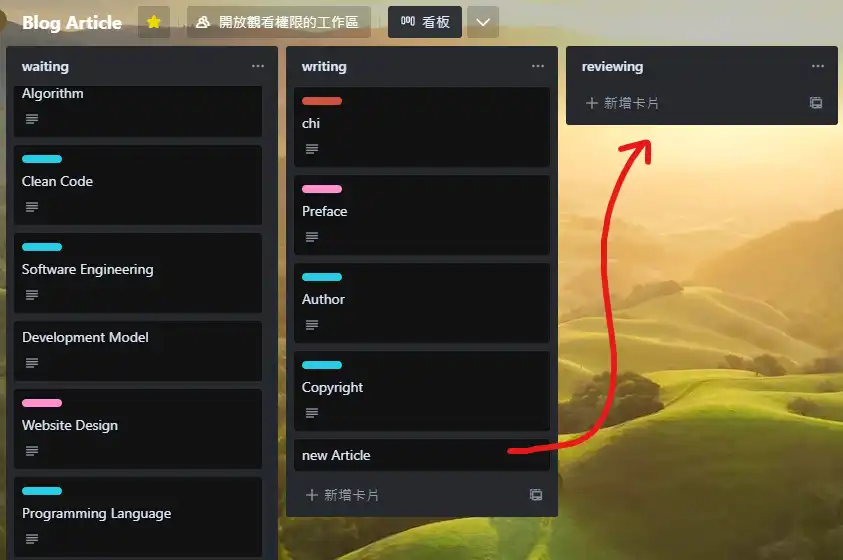 Blog Article
開放觀看權限的工作區
看板
waiting
Algorithm
Clean Code
Software Engineering
Development Model
Website Design
Programming Language
writing
chi
Preface
Author
Copyright
new Article
新增卡片
reviewing
新增卡片